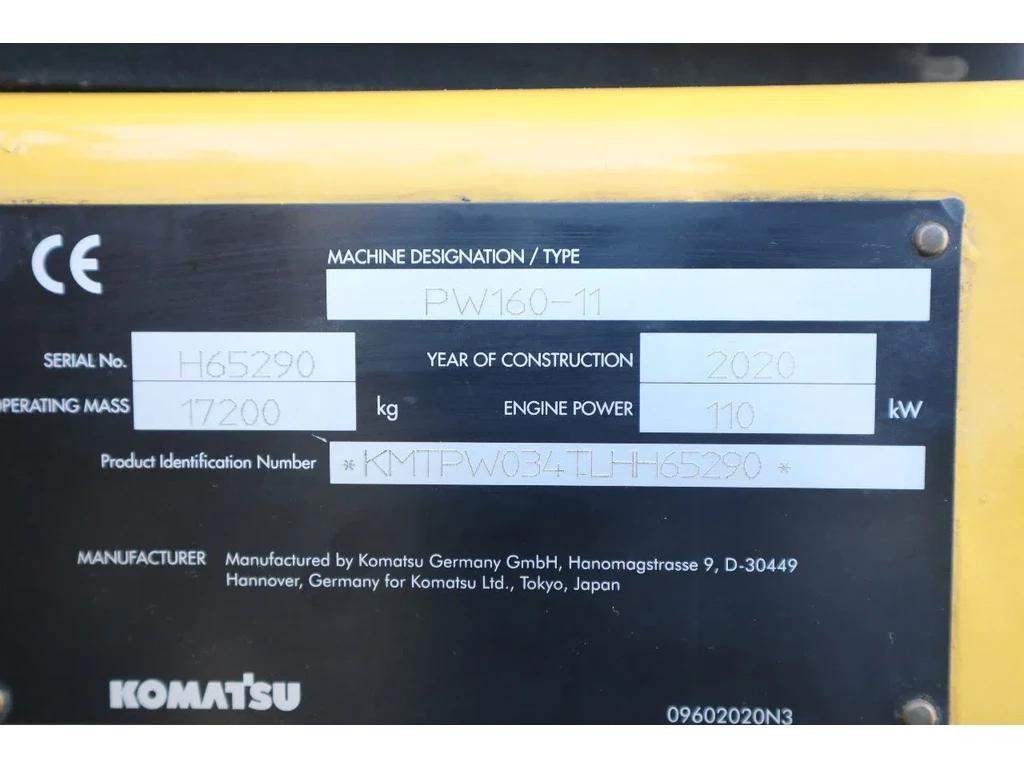 CE
MACHINE DESIGNATION / TYPE
PW160-11
SERIAL No. H65290 YEAR OF CONSTRUCTION 2020
OPERATING MASS 17200 kg ENGINE POWER 110 kW
Product Identification Number *KMTPW034TLHH65290*
MANUFACTURER Manufactured by Komatsu Germany GmbH, Hanomagstrasse 9, D-30449
Hannover, Germany for Komatsu Ltd., Tokyo, Japan
KOMATSU
09602020N3